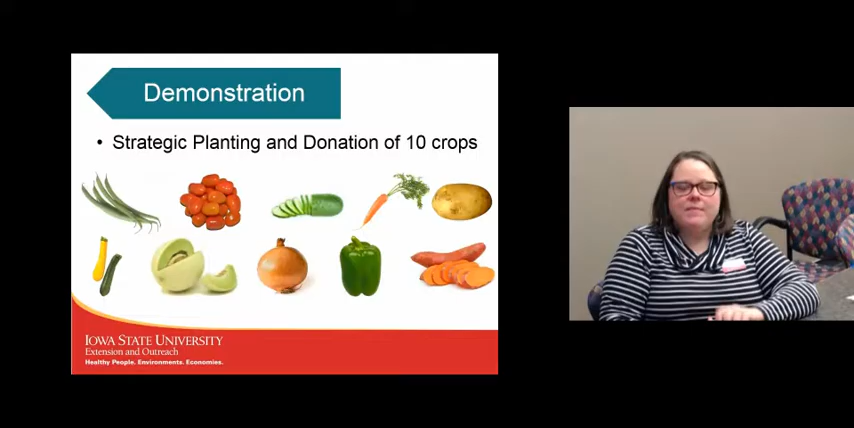 Demonstration
• Strategic Planting and Donation of 10 crops
IOWA STATE UNIVERSITY
Extension and Outreach
Healthy People. Environments. Economies.